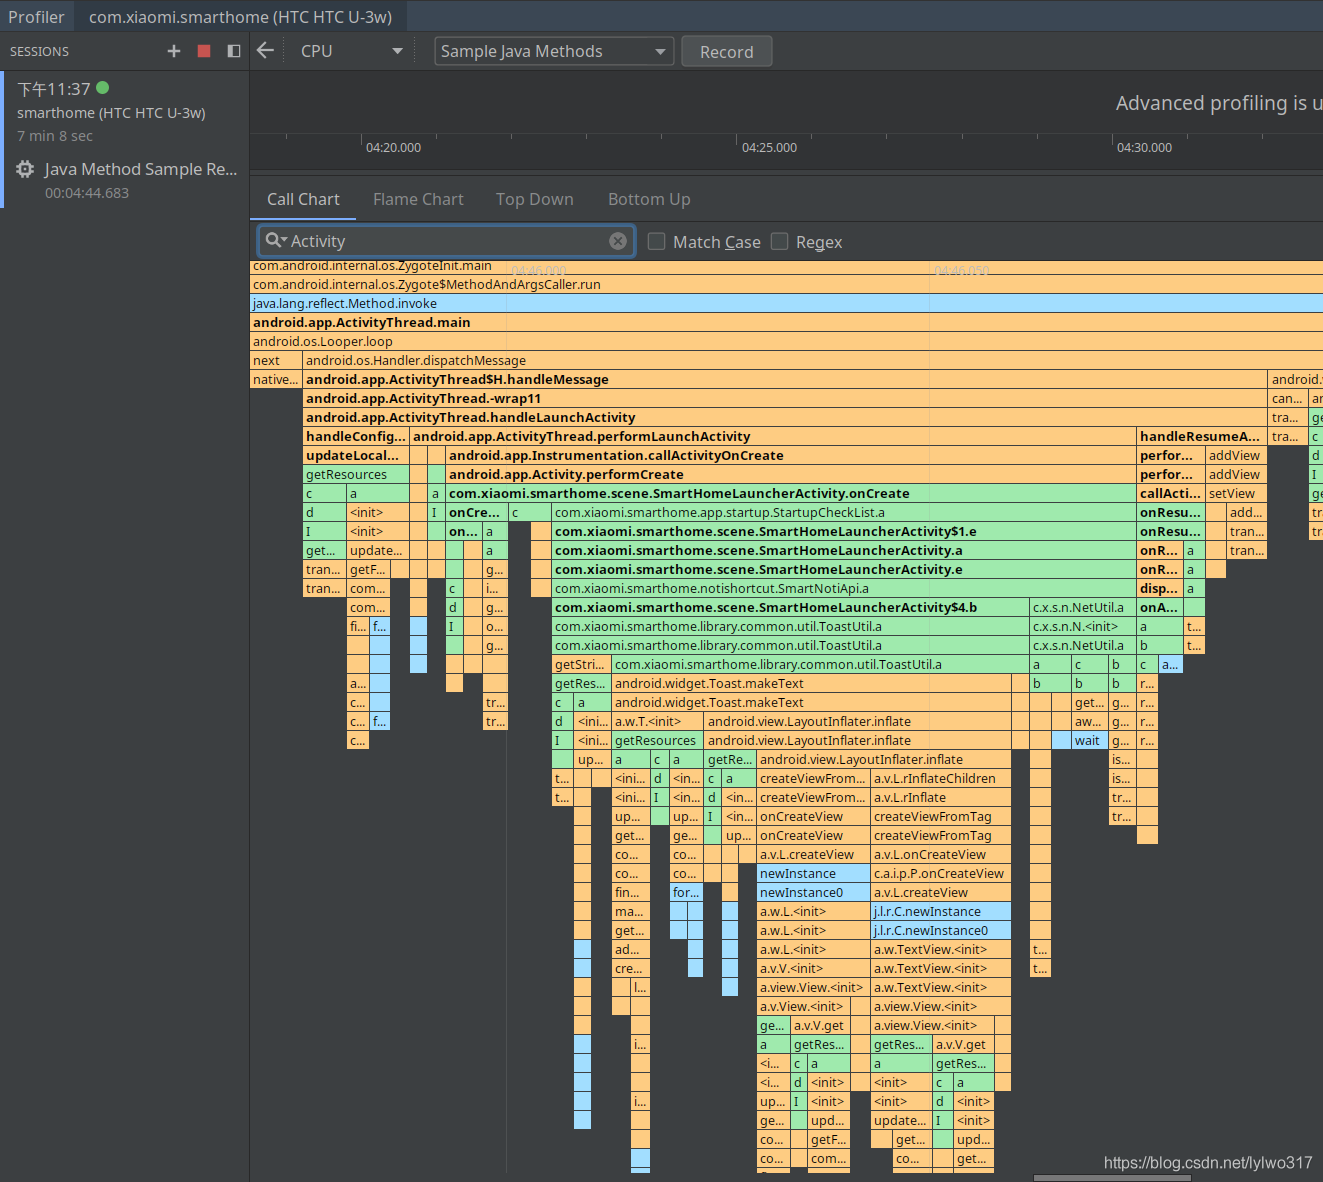 Profiler com.xiaomi.smarthome (HTC HTC U-3w)
SESSIONS CPU Sample Java Methods Record
下午11:37
smarthome (HTC HTC U-3w)
7 min 8 sec
Java Method Sample Re...
00:04:44.683
Advanced profiling is u
04:20.000 04:25.000 04:30.000
Call Chart Flame Chart Top Down Bottom Up
Activity Match Case Regex
com.android.internal.os.ZygoteInit.main 04:46.000 04:46.050
com.android.internal.os.Zygote$MethodAndArgsCaller.run
java.lang.reflect.Method.invoke
android.app.ActivityThread.main
android.os.Looper.loop
next android.os.Handler.dispatchMessage
native... android.app.ActivityThread$H.handleMessage android.
android.app.ActivityThread.-wrap11 can... ar
android.app.ActivityThread.handleLaunchActivity tra... ge
handleConfig... android.app.ActivityThread.performLaunchActivity handleResumeA... tra... c
updateLocal... android.app.Instrumentation.callActivityOnCreate perfor... addView d
getResources android.app.Activity.performCreate perfor... addView I
c a a com.xiaomi.smarthome.scene.SmartHomeLauncherActivity.onCreate callActi... setView ge
d <init> I onCre... c com.xiaomi.smarthome.app.startup.StartupCheckList.a onResu... add... tr
I <init> on... a com.xiaomi.smarthome.scene.SmartHomeLauncherActivity$1.e onResu... tran... tr
get... update... a com.xiaomi.smarthome.scene.SmartHomeLauncherActivity.a onR... a tran...
tran... getF... g... com.xiaomi.smarthome.scene.SmartHomeLauncherActivity.e onR... a
tran... com... c i... com.xiaomi.smarthome.notishortcut.SmartNotiApi.a disp... a
com... d g... com.xiaomi.smarthome.scene.SmartHomeLauncherActivity$4.b c.x.s.n.NetUtil.a onA...
fi... f... I o... com.xiaomi.smarthome.library.common.util.ToastUtil.a c.x.s.n.N.<init> a t...
g... com.xiaomi.smarthome.library.common.util.ToastUtil.a c.x.s.n.NetUtil.a b t...
getStri... com.xiaomi.smarthome.library.common.util.ToastUtil.a a c b c a...
a... getRes... android.widget.Toast.makeText b b b r...
c... tr... c a android.widget.Toast.makeText get... g... r...
c... f... tr... d <ini... a.w.T.<init> android.view.LayoutInflater.inflate aw... g... r...
c... I <ini... getResources android.view.LayoutInflater.inflate wait g... r...
up... a c a getRe... android.view.LayoutInflater.inflate is...
t... <ini... d <in... c a createViewFrom... a.v.L.rInflateChildren is...
t... <ini... I <in... d <in... createViewFrom... a.v.L.rInflate tr...
up... up... I <in... onCreateView createViewFromTag tr...
get... ge... up... onCreateView createViewFromTag
co... co... a.v.L.createView a.v.L.onCreateView
co... co... newInstance c.a.i.p.P.onCreateView
fin... for... newInstance0 a.v.L.createView
ma... a.w.L.<init> j.l.r.C.newInstance
get... a.w.L.<init> j.l.r.C.newInstance0
ad... a.w.L.<init> a.w.TextView.<init> t...
cre... a.v.V.<init> a.w.TextView.<init> t...
l... a.view.View.<init> a.w.TextView.<init>
a.v.View.<init> a.view.View.<init>
ge... a.v.V.get a.view.View.<init>
i... a getRes... getRes... a.v.V.get
<i... c a a getRes...
<i... d <init> <init> c a
i... up... I <init> <init> d <init>
ge... upd... update... I <init>
co... getF... get... upd...
co... com... co... get...
https://blog.csdn.net/lylwo317